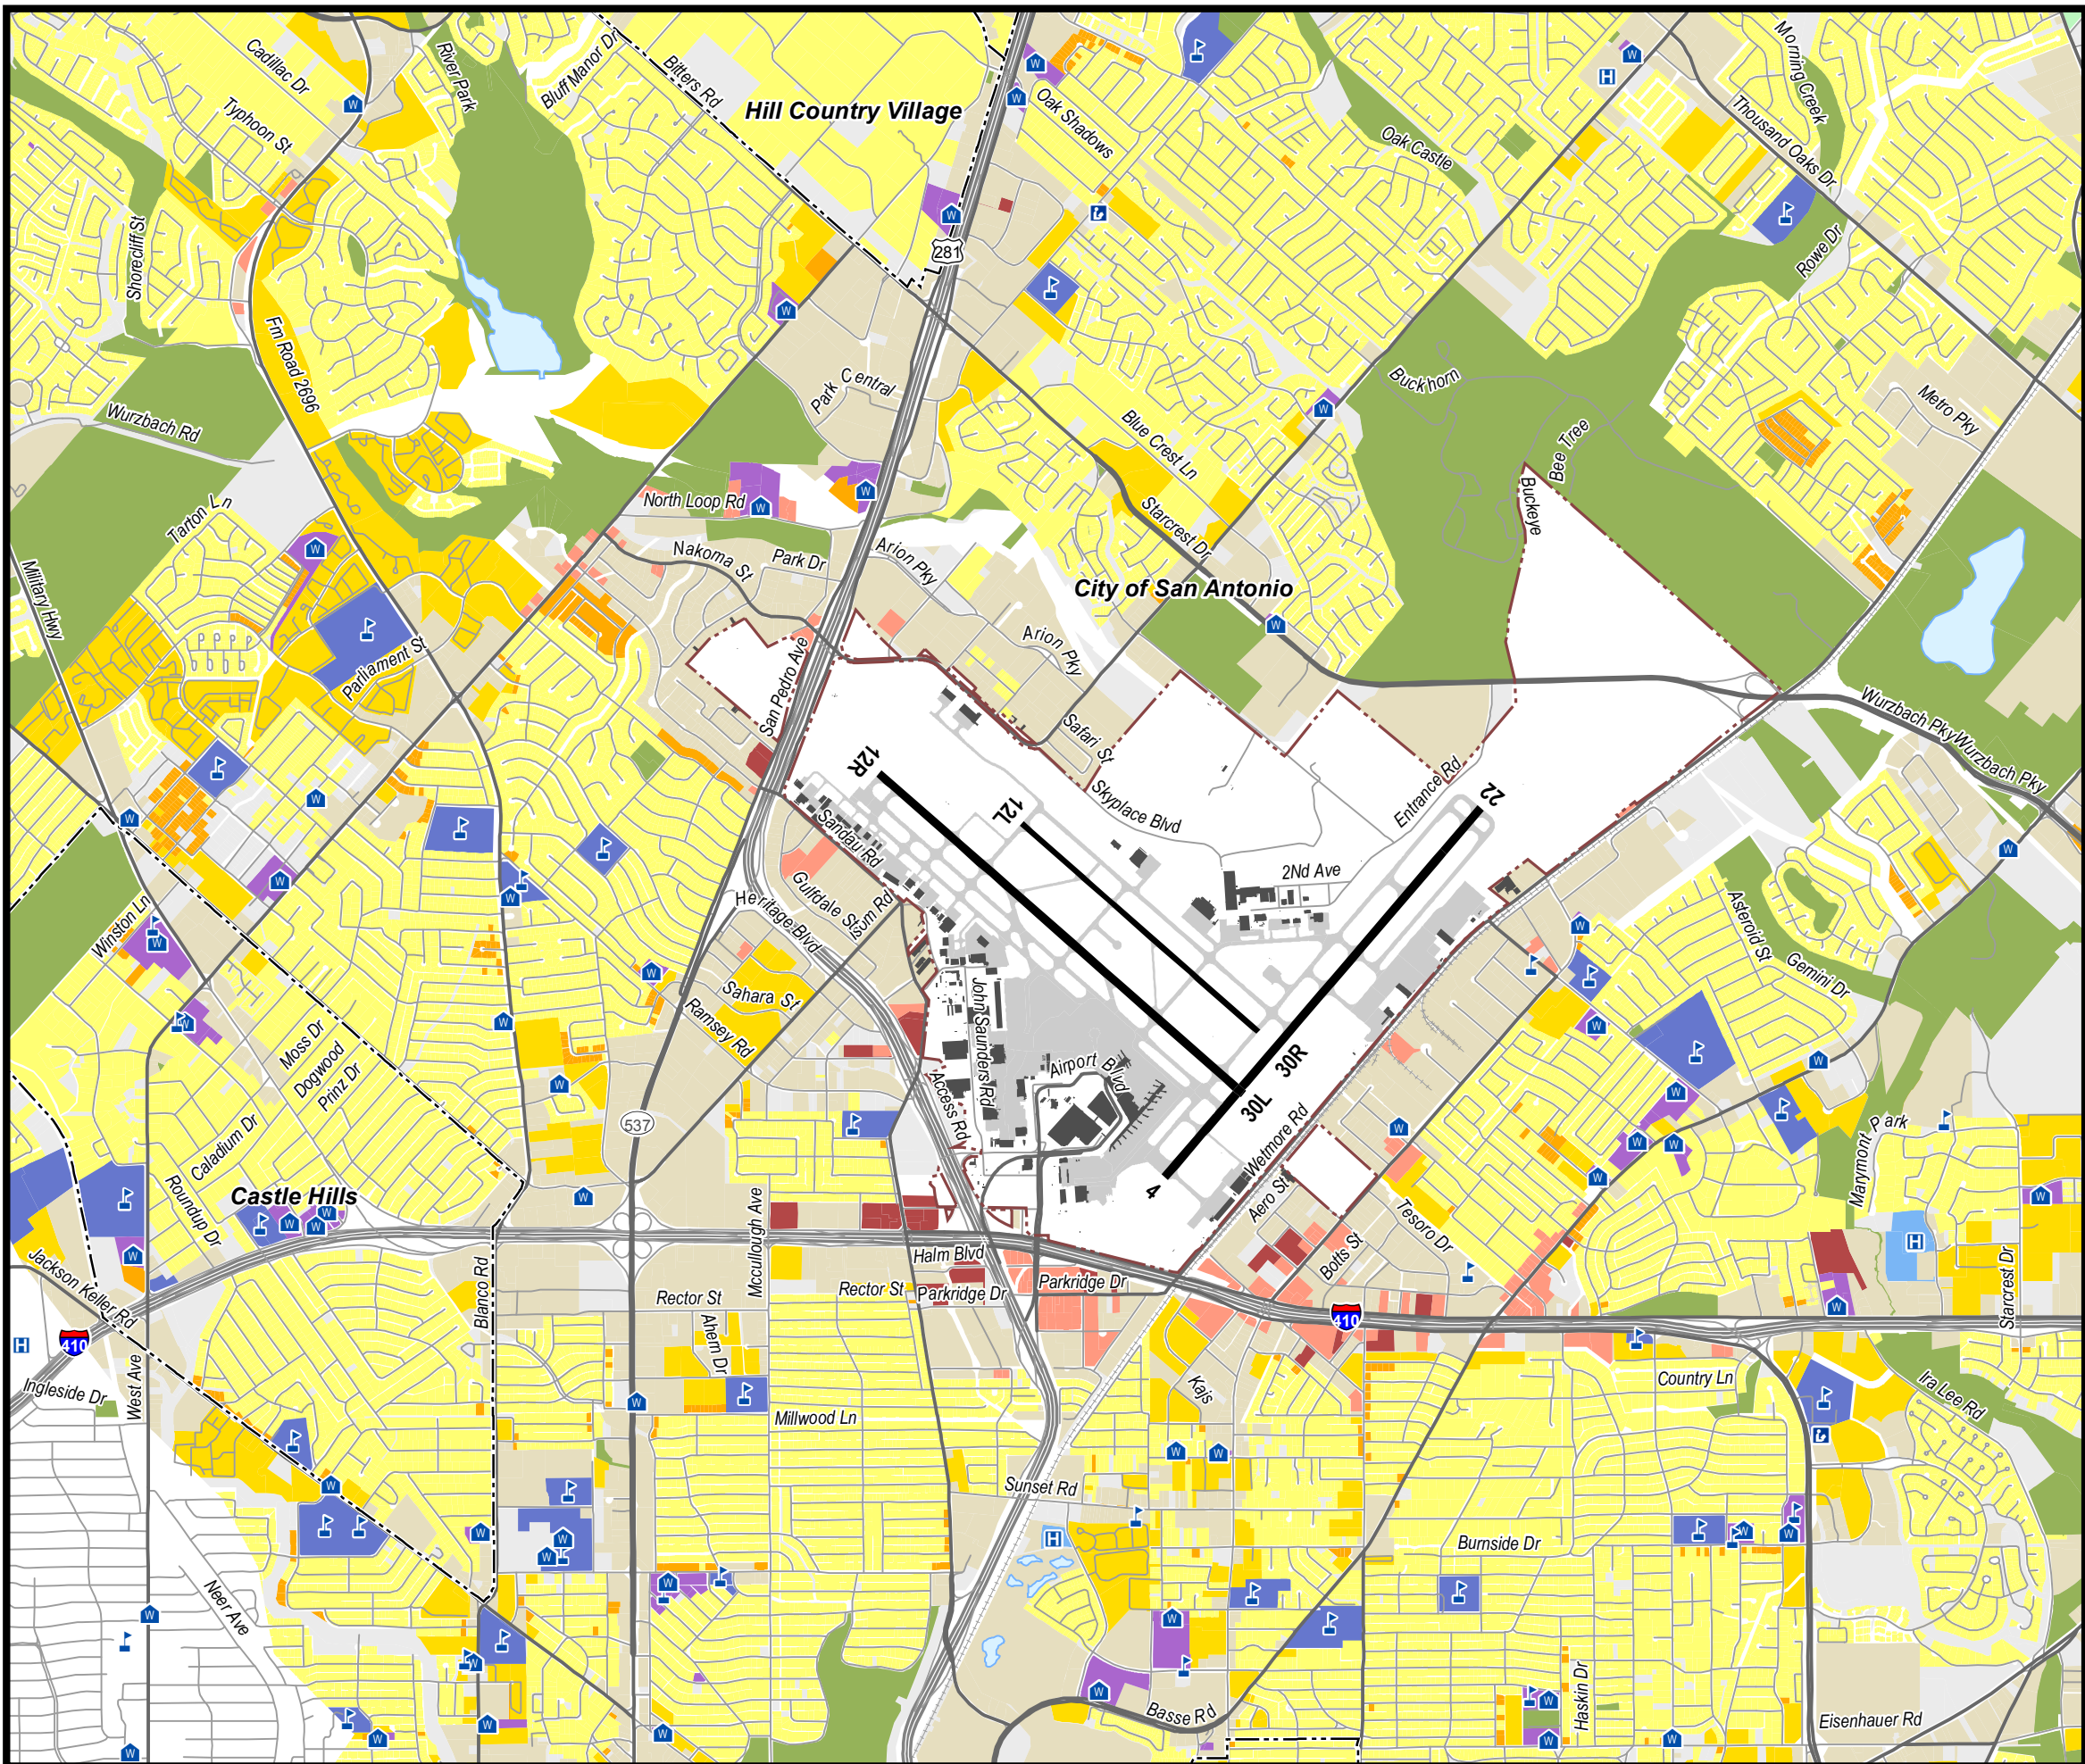 Cadillac Dr
River Park
Bluff Manor Dr
Bitters Rd
Hill Country Village
W
W
W
W
H
Morning Creek
Typhoon St
Oak Shadows
Oak Castle
Thousand Oaks Dr
Shorecliff St
W
281
Rowe Dr
W
Fm Road 2696
Park Central
Buckhorn
Metro Pky
W
Wurzbach Rd
Blue Crest Ln
Bee Tree
Tarton Ln
North Loop Rd
W
W
Starcrest Dr
Buckeye
Military Hwy
W
Nakoma St
Park Dr
Arion Pky
City of San Antonio
W
Parliament St
San Pedro Ave
Arion Pky
Safari St
Wurzbach Pky
Wurzbach Pky
12R
12L
Skyplace Blvd
Entrance Rd
22
W
W
W
Sandau Rd
2Nd Ave
W
W
Winston Ln
W
Gulfdale St
Isum Rd
Heritage Blvd
Asteroid St
Gemini Dr
W
W
Sahara St
Ramsey Rd
John Saunders Rd
W
W
W
Moss Dr
Dogwood
Prinz Dr
W
Airport Blvd
30R
30L
W
W
537
Access Rd
Wetmore Rd
W
W
W
Marymont Park
Caladium Dr
Roundup Dr
Castle Hills
W
W
W
W
4
Aero St
Tesoro Dr
W
W
H
Mccullough Ave
Botts St
Starcrest Dr
W
Jackson Keller Rd
Blanco Rd
Halm Blvd
Rector St
Rector St
Parkridge Dr
Parkridge Dr
W
410
410
H
Ahern Dr
W
West Ave
Ingleside Dr
Kajs
Country Ln
Ira Lee Rd
W
Millwood Ln
W
W
W
Sunset Rd
W
W
W
H
Burnside Dr
W
W
Neer Ave
W
W
W
W
Haskin Dr
W
W
Basse Rd
W
Eisenhauer Rd
W
W
W
W
W
W